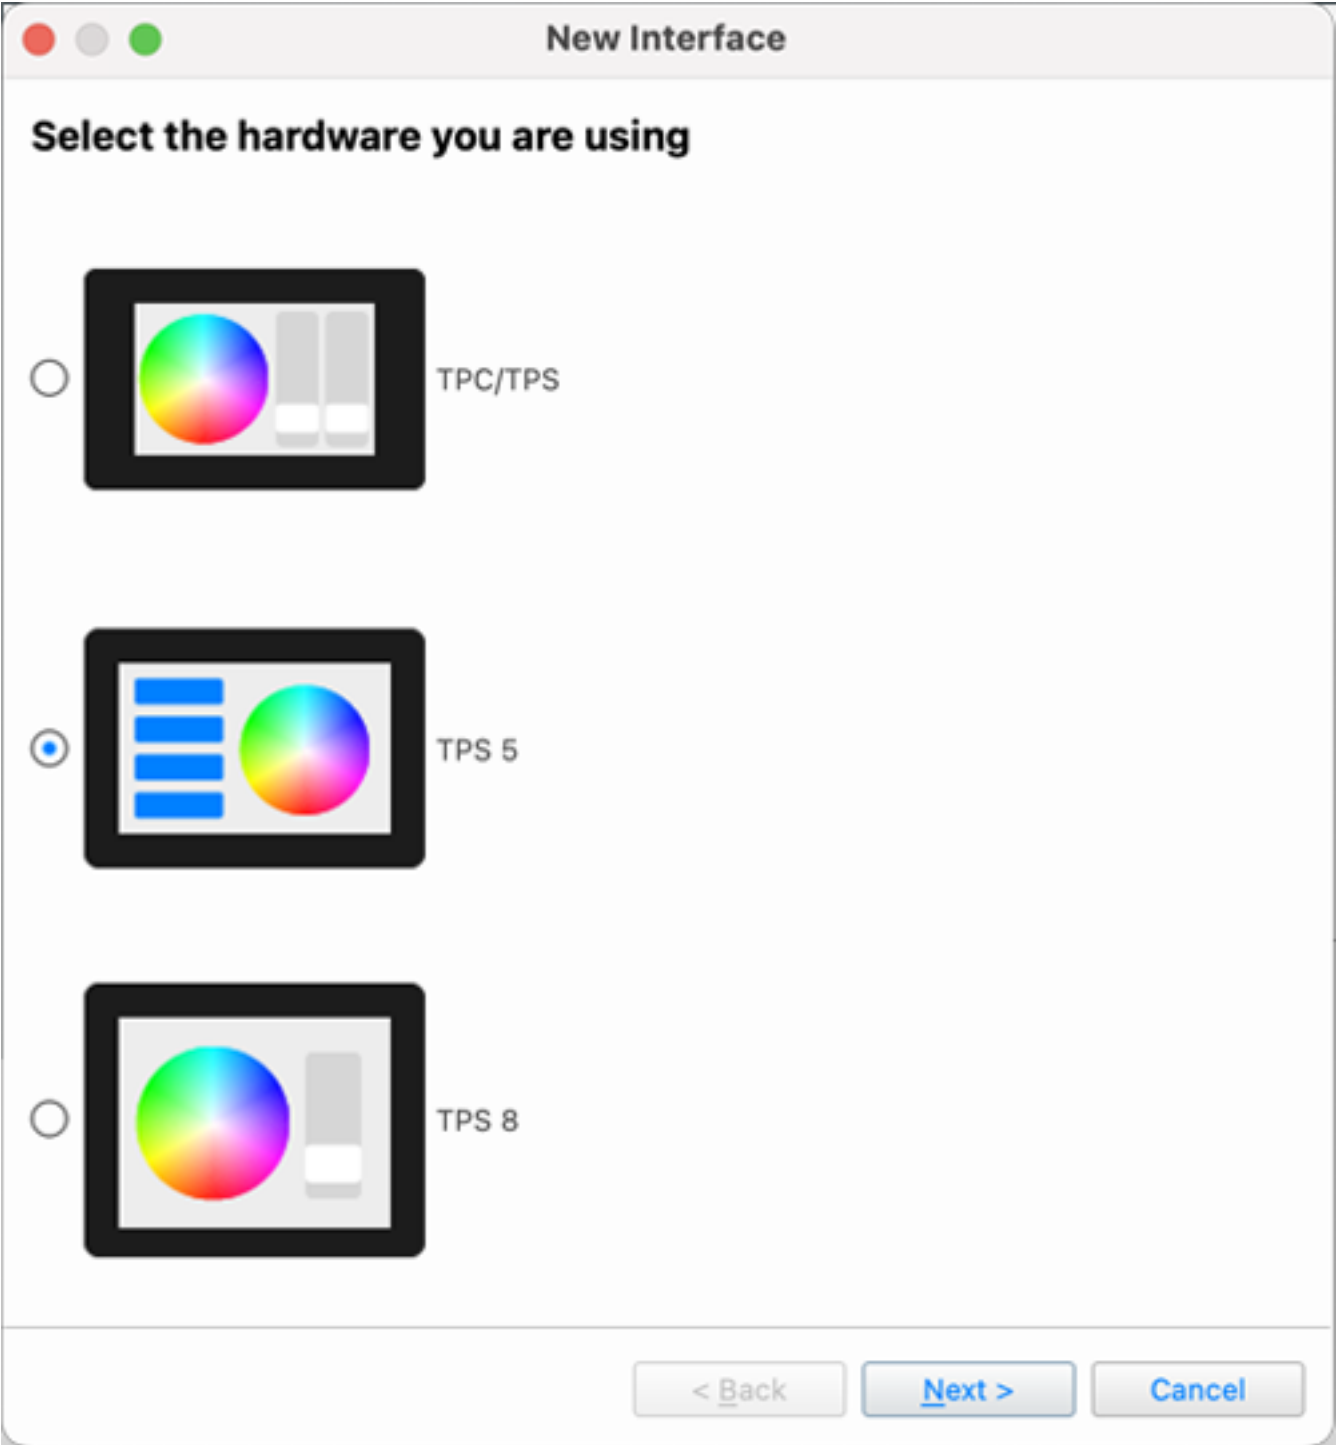 New Interface
Select the hardware you are using
TPC/TPS
TPS 5
TPS 8
< Back
Next >
Cancel